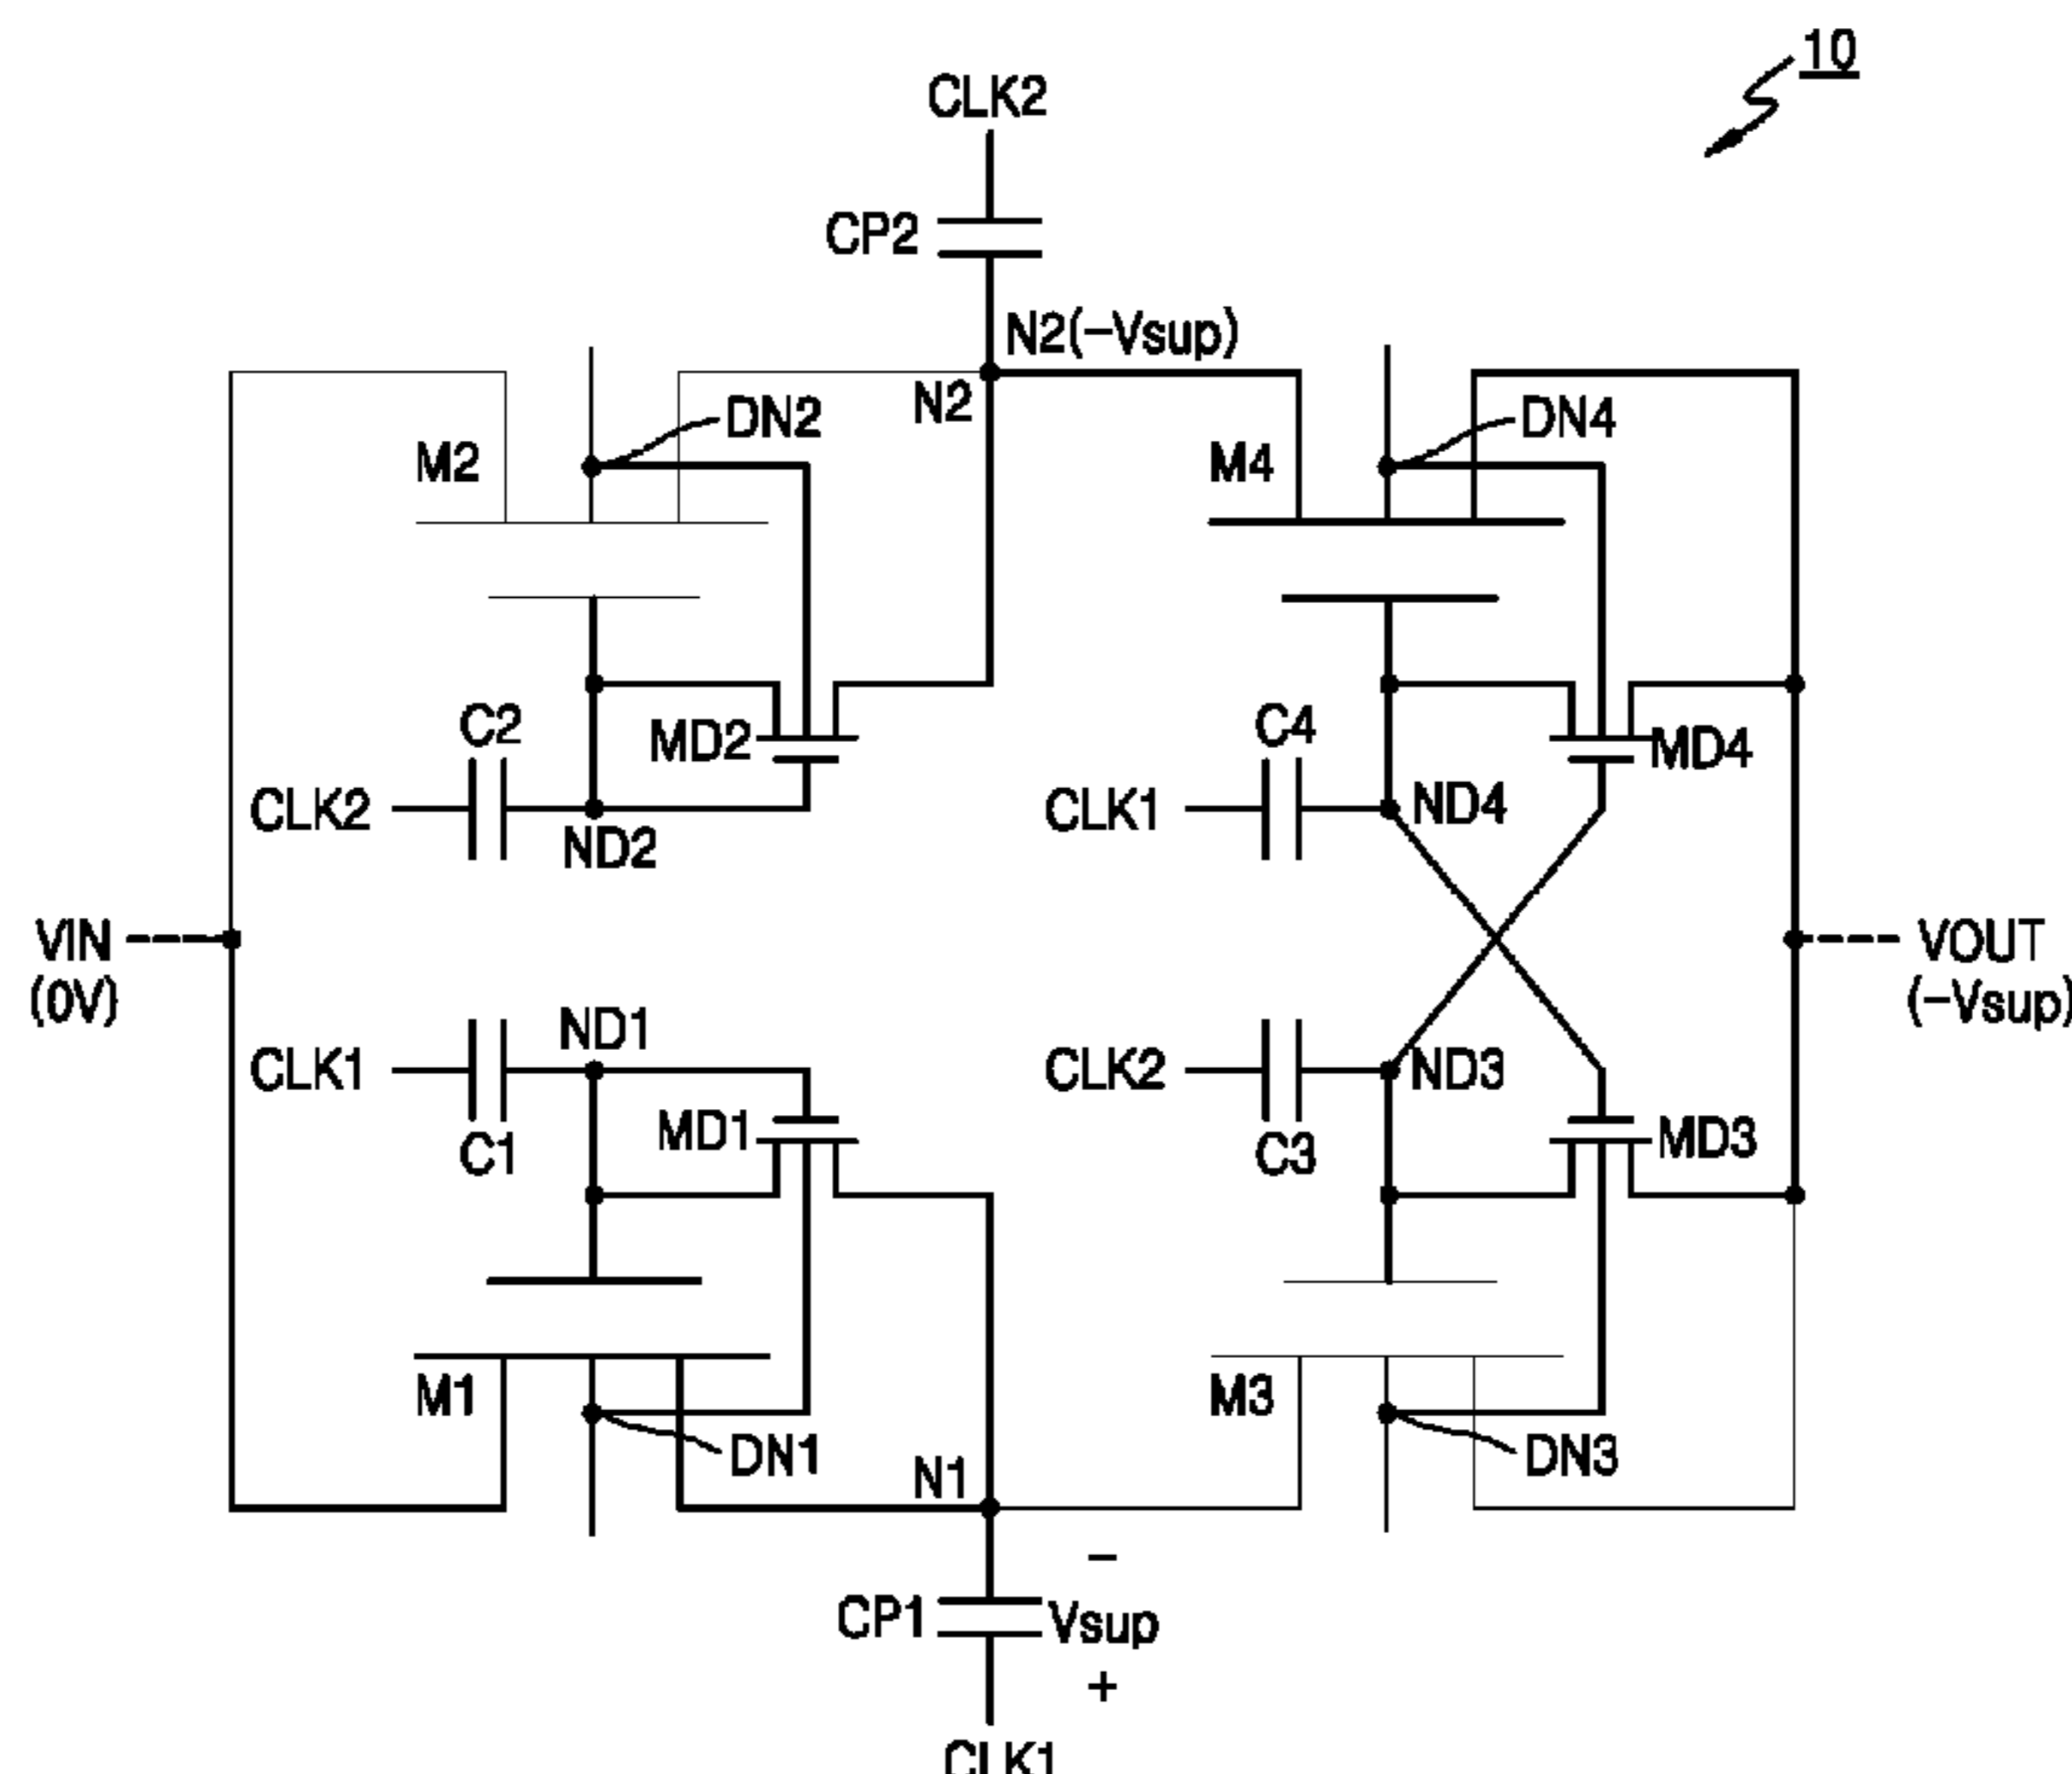 10
CLK2
CP2
N2(-Vsup)
N2
DN2
DN4
M2
M4
C2
MD2
C4
MD4
CLK2
ND2
CLK1
ND4
VIN
(0V)
VOUT
(-Vsup)
CLK1
ND1
CLK2
ND3
C1
MD1
C3
MD3
M1
DN1
N1
M3
DN3
-
CP1
Vsup
+
CLK1